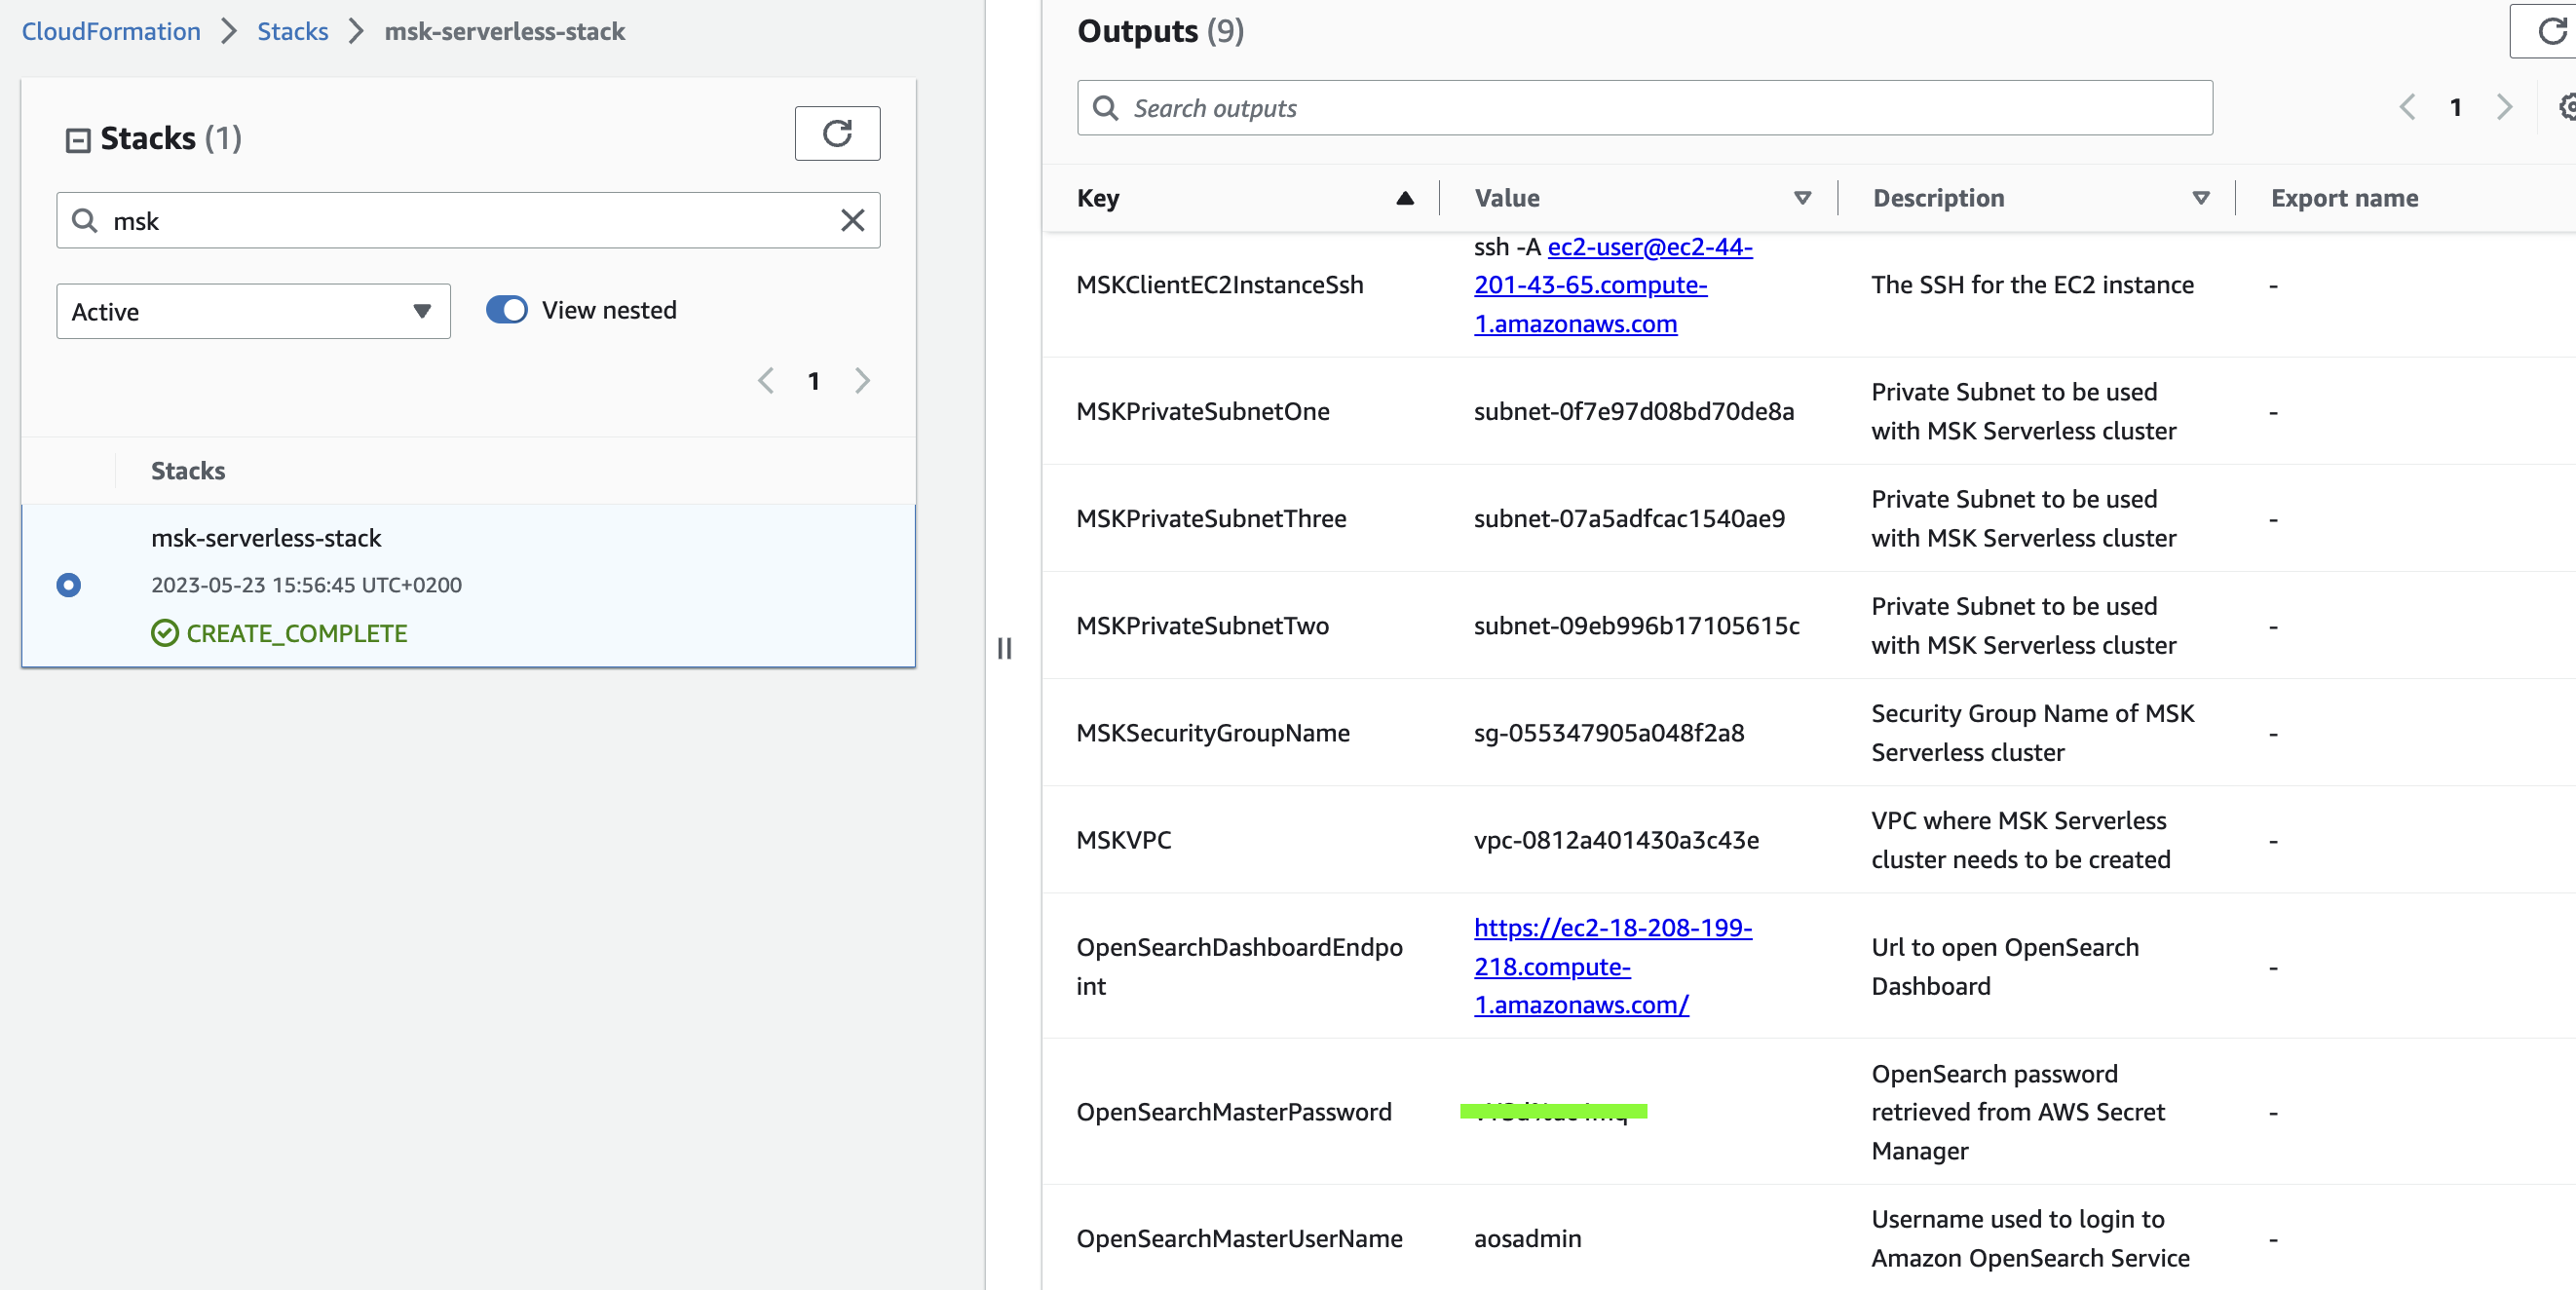 CloudFormation > Stacks > msk-serverless-stack
Stacks (1)
msk
Active
View nested
1
Stacks
msk-serverless-stack
2023-05-23 15:56:45 UTC+0200
CREATE_COMPLETE
Outputs (9)
Search outputs
1
Key Value Description Export name
MSKClientEC2InstanceSsh
ssh -A ec2-user@ec2-44-
201-43-65.compute-
1.amazonaws.com
The SSH for the EC2 instance
-
MSKPrivateSubnetOne
subnet-0f7e97d08bd70de8a
Private Subnet to be used
with MSK Serverless cluster
-
MSKPrivateSubnetThree
subnet-07a5adfcac1540ae9
Private Subnet to be used
with MSK Serverless cluster
-
MSKPrivateSubnetTwo
subnet-09eb996b17105615c
Private Subnet to be used
with MSK Serverless cluster
-
MSKSecurityGroupName
sg-055347905a048f2a8
Security Group Name of MSK
Serverless cluster
-
MSKVPC
vpc-0812a401430a3c43e
VPC where MSK Serverless
cluster needs to be created
-
OpenSearchDashboardEndpo
int
https://ec2-18-208-199-
218.compute-
1.amazonaws.com/
Url to open OpenSearch
Dashboard
-
OpenSearchMasterPassword
OpenSearch password
retrieved from AWS Secret
Manager
-
OpenSearchMasterUserName
aosadmin
Username used to login to
Amazon OpenSearch Service
-